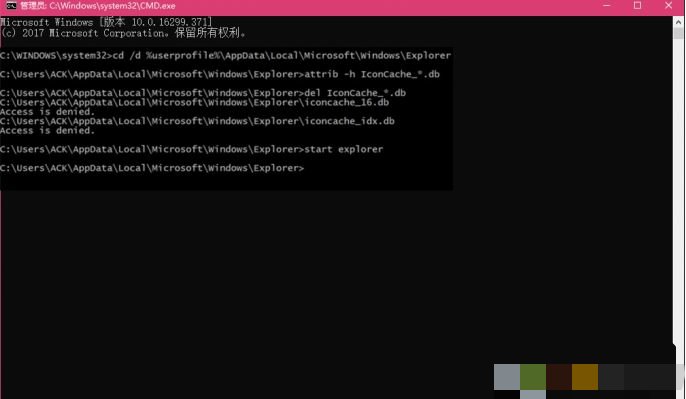 管理员: C:\Windows\system32\CMD.exe
Microsoft Windows [版本 10.0.16299.371]
(c) 2017 Microsoft Corporation。保留所有权利。
C:\WINDOWS\system32>cd /d %userprofile%\AppData\Local\Microsoft\Windows\Explorer
C:\Users\ACK\AppData\Local\Microsoft\Windows\Explorer>attrib -h IconCache_*.db
C:\Users\ACK\AppData\Local\Microsoft\Windows\Explorer>del IconCache_*.db
C:\Users\ACK\AppData\Local\Microsoft\Windows\Explorer\iconcache_16.db
Access is denied.
C:\Users\ACK\AppData\Local\Microsoft\Windows\Explorer\iconcache_idx.db
Access is denied.
C:\Users\ACK\AppData\Local\Microsoft\Windows\Explorer>start explorer
C:\Users\ACK\AppData\Local\Microsoft\Windows\Explorer>